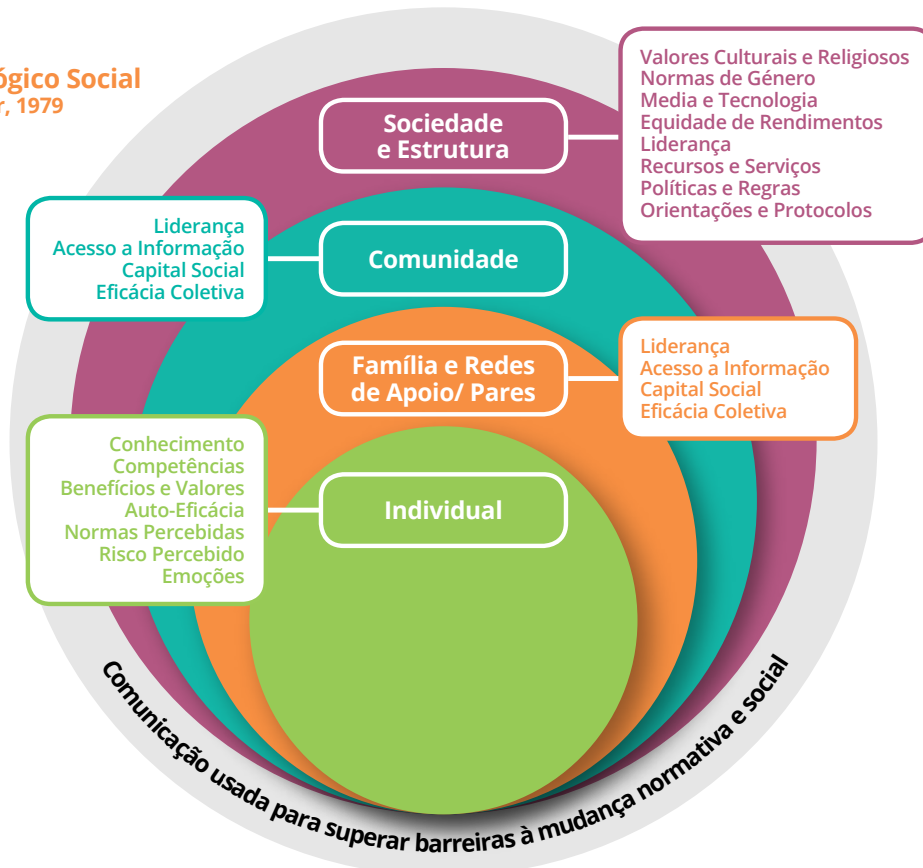 ógico Social
r, 1979
Sociedade
e Estrutura
Valores Culturais e Religiosos
Normas de Género
Media e Tecnologia
Equidade de Rendimentos
Liderança
Recursos e Serviços
Políticas e Regras
Orientações e Protocolos
Liderança
Acesso a Informação
Capital Social
Eficácia Coletiva
Comunidade
Família e Redes
de Apoio/ Pares
Liderança
Acesso a Informação
Capital Social
Eficácia Coletiva
Conhecimento
Competências
Benefícios e Valores
Auto-Eficácia
Normas Percebidas
Risco Percebido
Emoções
Individual
Comunicação usada para superar barreiras à mudança normativa e social